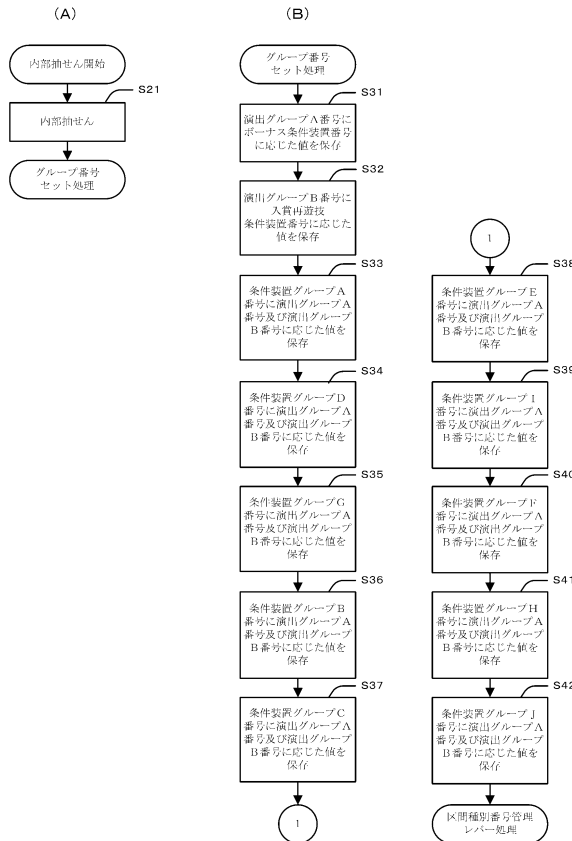 (A)
内部抽せん開始
S21
内部抽せん
グループ番号
セット処理
(B)
グループ番号
セット処理
S31
演出グループA番号に
ボーナス条件装置番号
に応じた値を保存
S32
演出グループB番号に
入賞再遊技
条件装置番号に応じた
値を保存
S33
条件装置グループA
番号に演出グループA
番号及び演出グループ
B番号に応じた値を
保存
S34
条件装置グループD
番号に演出グループA
番号及び演出グループ
B番号に応じた値を
保存
S35
条件装置グループG
番号に演出グループA
番号及び演出グループ
B番号に応じた値を
保存
S36
条件装置グループB
番号に演出グループA
番号及び演出グループ
B番号に応じた値を
保存
S37
条件装置グループC
番号に演出グループA
番号及び演出グループ
B番号に応じた値を
保存
1
1
S38
条件装置グループE
番号に演出グループA
番号及び演出グループ
B番号に応じた値を
保存
S39
条件装置グループI
番号に演出グループA
番号及び演出グループ
B番号に応じた値を
保存
S40
条件装置グループF
番号に演出グループA
番号及び演出グループ
B番号に応じた値を
保存
S41
条件装置グループH
番号に演出グループA
番号及び演出グループ
B番号に応じた値を
保存
S42
条件装置グループJ
番号に演出グループA
番号及び演出グループ
B番号に応じた値を
保存
区間種別番号管理
レバー処理